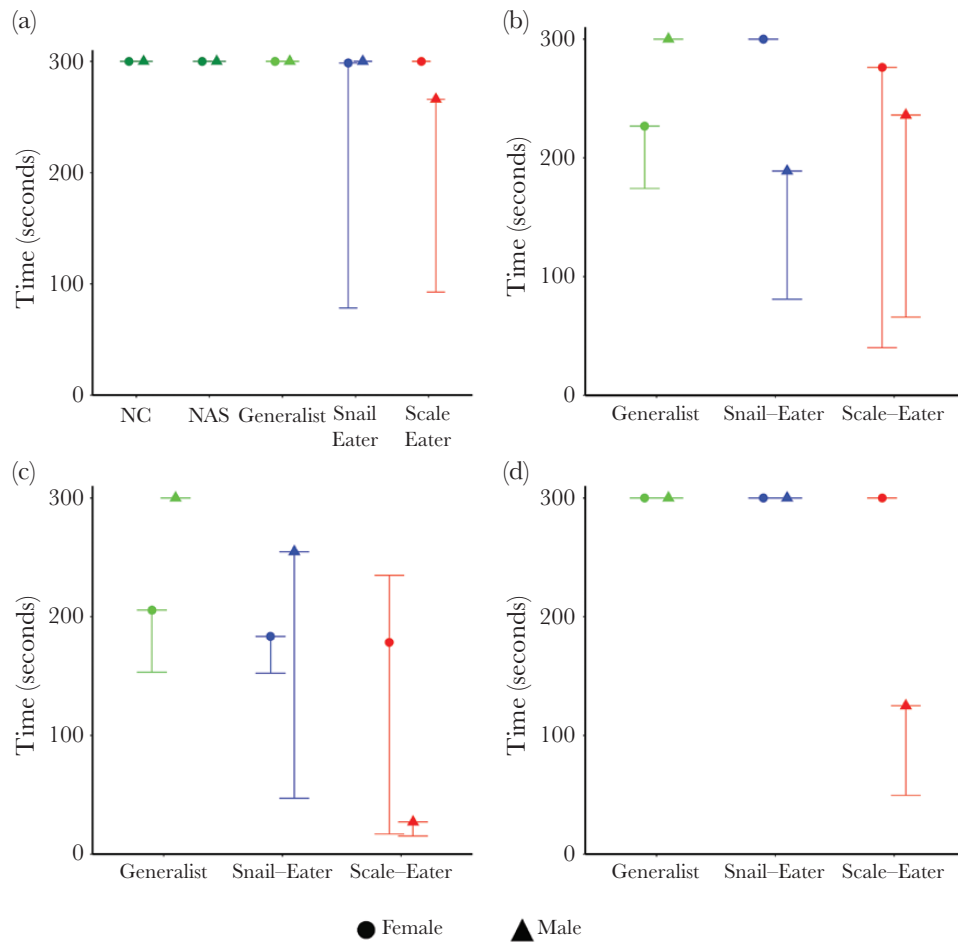 (a)
Time (seconds)
300
200
100
0
NC NAS Generalist Snail Eater Scale Eater
(b)
Time (seconds)
300
200
100
0
Generalist Snail–Eater Scale–Eater
(c)
Time (seconds)
300
200
100
0
Generalist Snail–Eater Scale–Eater
(d)
Time (seconds)
300
200
100
0
Generalist Snail–Eater Scale–Eater
Female Male